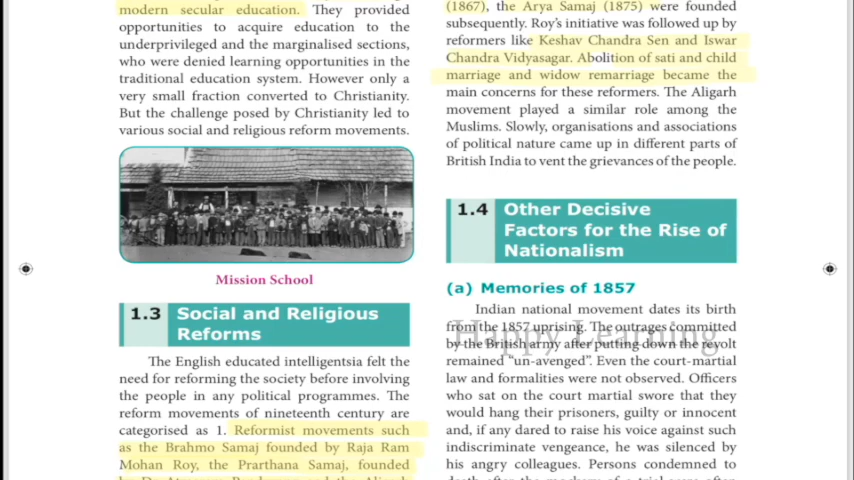 modern secular education. They provided
opportunities to acquire education to the
underprivileged and the marginalised sections,
who were denied learning opportunities in the
traditional education system. However only a
very small fraction converted to Christianity.
But the challenge posed by Christianity led to
various social and religious reform movements.
Mission School
1.3 Social and Religious
Reforms
The English educated intelligentsia felt the
need for reforming the society before involving
the people in any political programmes. The
reform movements of nineteenth century are
categorised as 1. Reformist movements such
as the Brahmo Samaj founded by Raja Ram
Mohan Roy, the Prarthana Samaj, founded
(1867), the Arya Samaj (1875) were founded
subsequently. Roy's initiative was followed up by
reformers like Keshav Chandra Sen and Iswar
Chandra Vidyasagar. Abolition of sati and child
marriage and widow remarriage became the
main concerns for these reformers. The Aligarh
movement played a similar role among the
Muslims. Slowly, organisations and associations
of political nature came up in different parts of
British India to vent the grievances of the people.
1.4 Other Decisive
Factors for the Rise of
Nationalism
(a) Memories of 1857
Indian national movement dates its birth
from the 1857 uprising. The outrages committed
by the British army after putting down the revolt
remained “un-avenged”. Even the court-martial
law and formalities were not observed. Officers
who sat on the court martial swore that they
would hang their prisoners, guilty or innocent
and, if any dared to raise his voice against such
indiscriminate vengeance, he was silenced by
his angry colleagues. Persons condemned to
Happy Learning